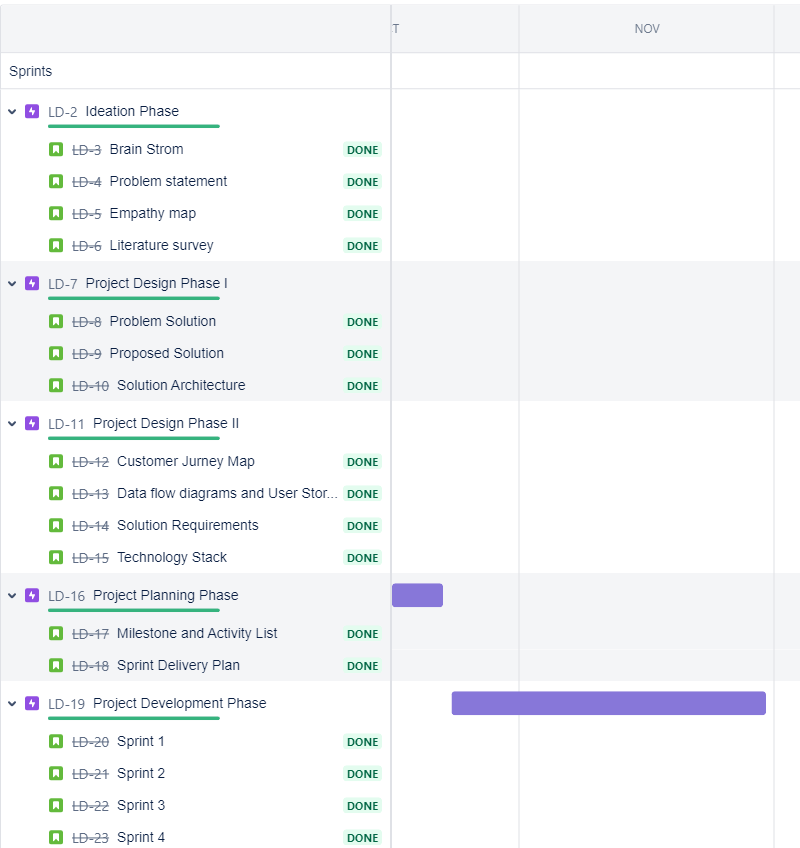 T NOV
Sprints
LD-2 Ideation Phase
LD-3 Brain Strom DONE
LD-4 Problem statement DONE
LD-5 Empathy map DONE
LD-6 Literature survey DONE
LD-7 Project Design Phase I
LD-8 Problem Solution DONE
LD-9 Proposed Solution DONE
LD-10 Solution Architecture DONE
LD-11 Project Design Phase II
LD-12 Customer Jurney Map DONE
LD-13 Data flow diagrams and User Stor... DONE
LD-14 Solution Requirements DONE
LD-15 Technology Stack DONE
LD-16 Project Planning Phase
LD-17 Milestone and Activity List DONE
LD-18 Sprint Delivery Plan DONE
LD-19 Project Development Phase
LD-20 Sprint 1 DONE
LD-21 Sprint 2 DONE
LD-22 Sprint 3 DONE
LD-23 Sprint 4 DONE